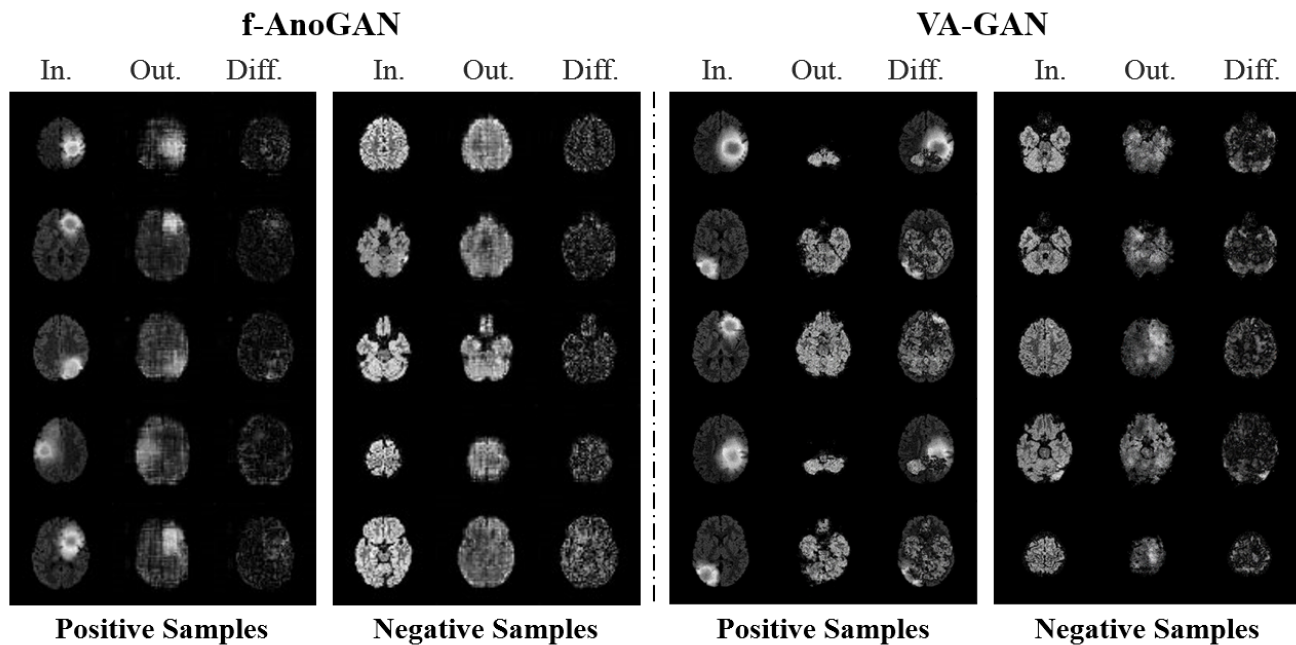 f-AnoGAN VA-GAN
In. Out. Diff. In. Out. Diff. In. Out. Diff. In. Out. Diff.
Positive Samples Negative Samples Positive Samples Negative Samples